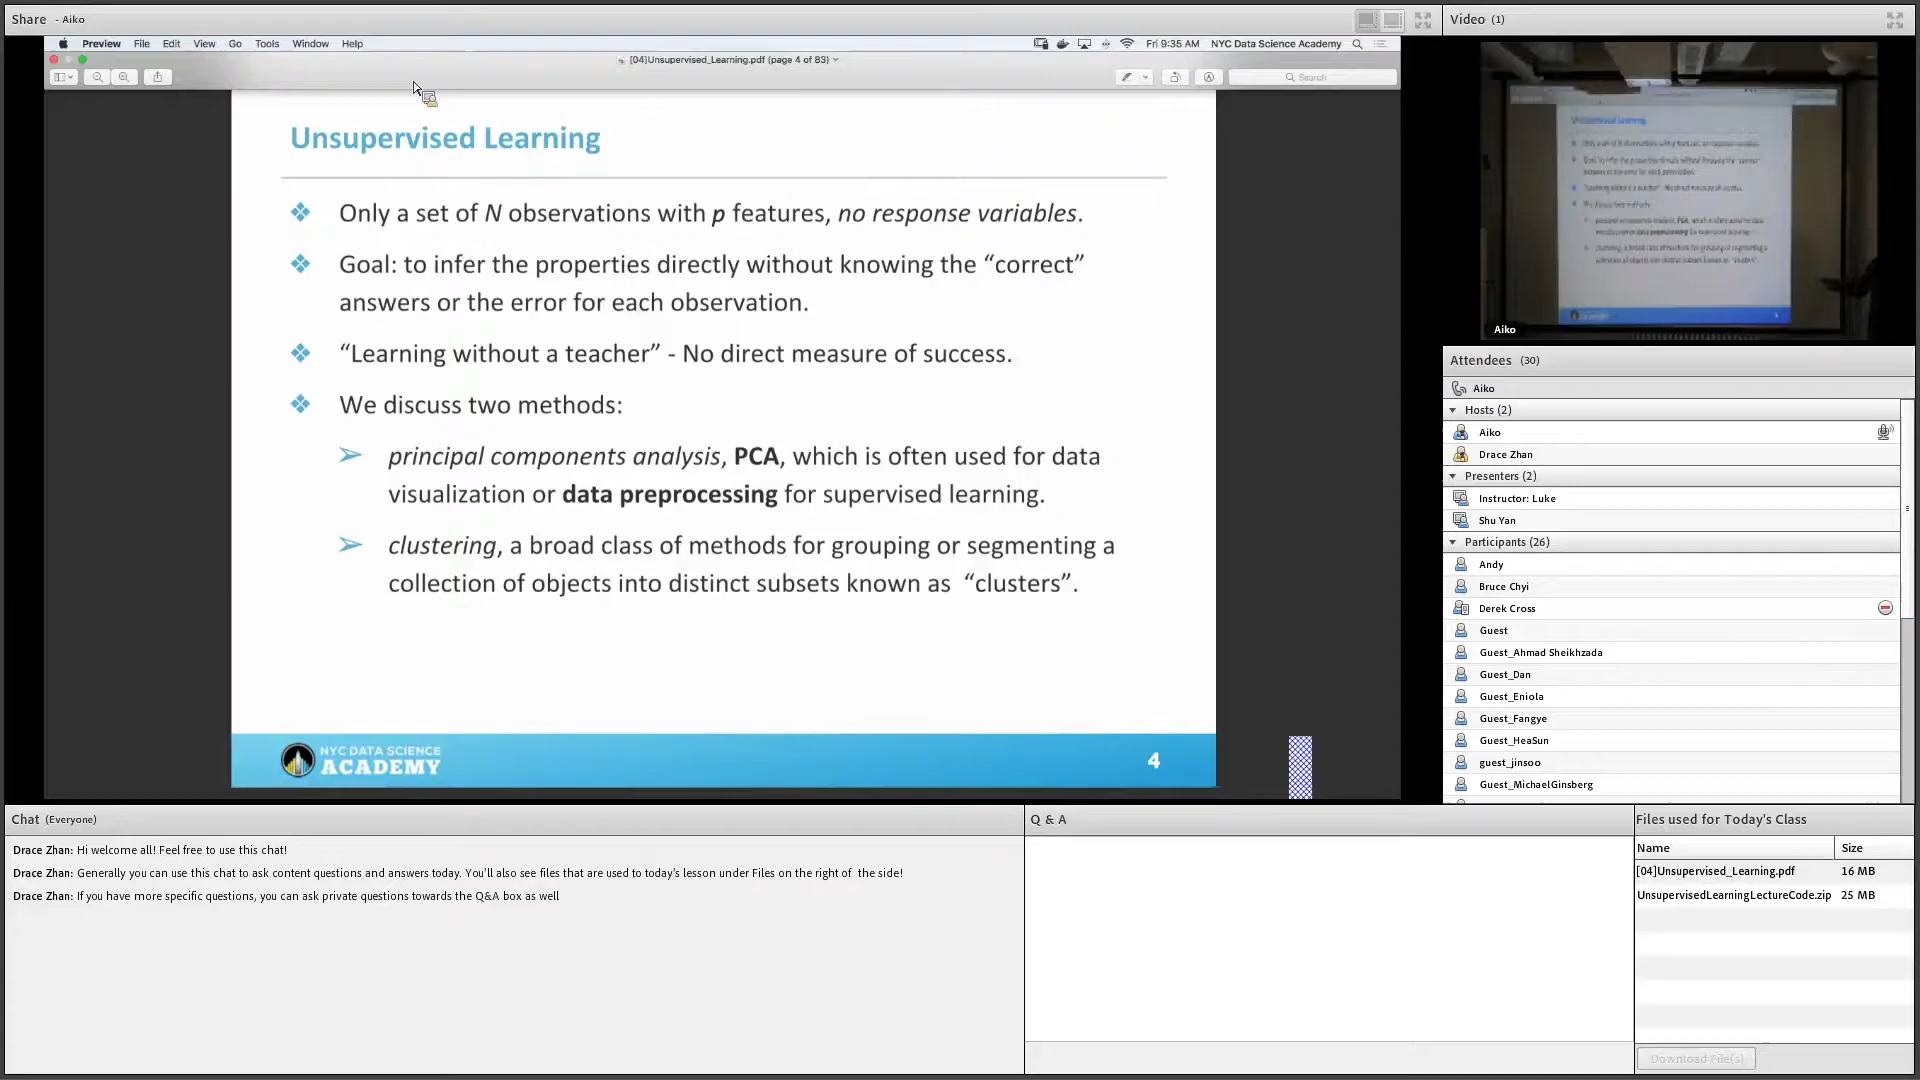 Share - Aiko
Preview File Edit View Go Tools Window Help
Fri 9:35 AM NYC Data Science Academy
[04]Unsupervised_Learning.pdf (page 4 of 83)
Search
Unsupervised Learning
Only a set of N observations with p features, no response variables.
Goal: to infer the properties directly without knowing the “correct”
answers or the error for each observation.
“Learning without a teacher” - No direct measure of success.
We discuss two methods:
principal components analysis, PCA, which is often used for data
visualization or data preprocessing for supervised learning.
clustering, a broad class of methods for grouping or segmenting a
collection of objects into distinct subsets known as “clusters”.
NYC DATA SCIENCE
ACADEMY
4
Video (1)
Unsupervised Learning
Aiko
Attendees (30)
Aiko
Hosts (2)
Aiko
Drace Zhan
Presenters (2)
Instructor: Luke
Shu Yan
Participants (26)
Andy
Bruce Chyi
Derek Cross
Guest
Guest_Ahmad Sheikhzada
Guest_Dan
Guest_Eniola
Guest_Fangye
Guest_HeaSun
guest_jinsoo
Guest_MichaelGinsberg
Chat (Everyone)
Drace Zhan: Hi welcome all! Feel free to use this chat!
Drace Zhan: Generally you can use this chat to ask content questions and answers today. You'll also see files that are used to today's lesson under Files on the right of the side!
Drace Zhan: If you have more specific questions, you can ask private questions towards the Q&A box as well
Q & A
Files used for Today's Class
Name Size
[04]Unsupervised_Learning.pdf 16 MB
UnsupervisedLearningLectureCode.zip 25 MB
Download File(s)